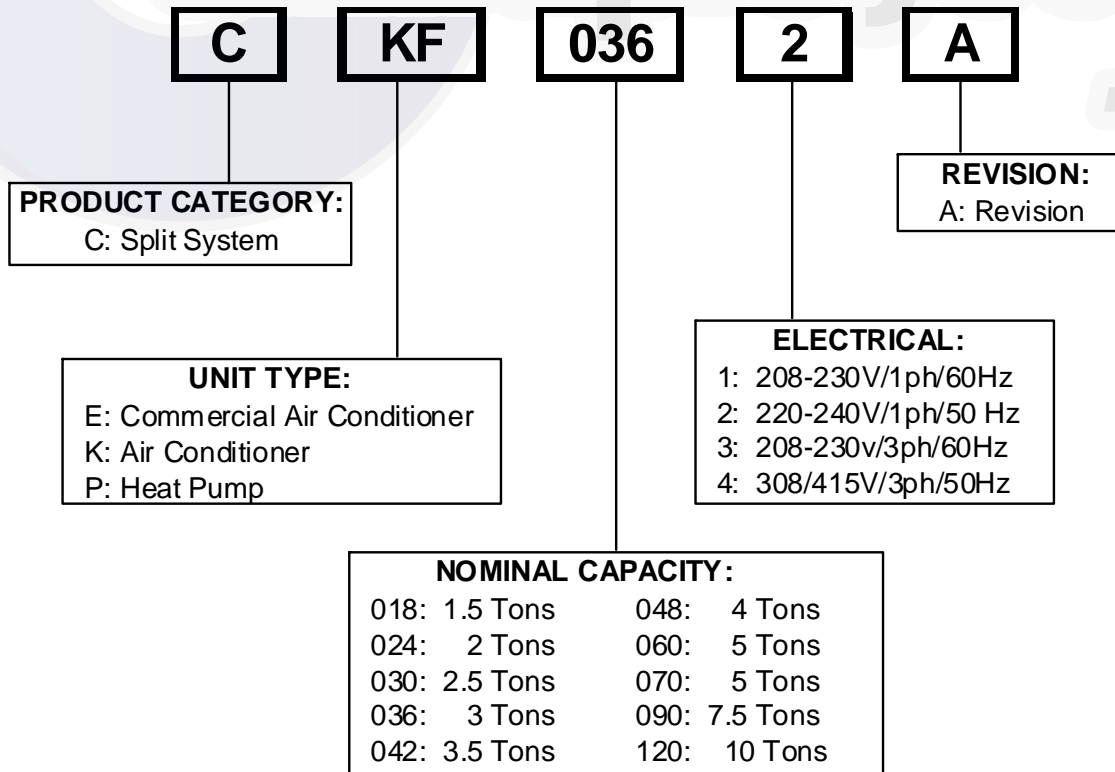 C KF 036 2 A
PRODUCT CATEGORY:
C: Split System
REVISION:
A: Revision
UNIT TYPE:
E: Commercial Air Conditioner
K: Air Conditioner
P: Heat Pump
ELECTRICAL:
1: 208-230V/1ph/60Hz
2: 220-240V/1ph/50 Hz
3: 208-230v/3ph/60Hz
4: 308/415V/3ph/50Hz
NOMINAL CAPACITY:
018: 1.5 Tons 048: 4 Tons
024: 2 Tons 060: 5 Tons
030: 2.5 Tons 070: 5 Tons
036: 3 Tons 090: 7.5 Tons
042: 3.5 Tons 120: 10 Tons